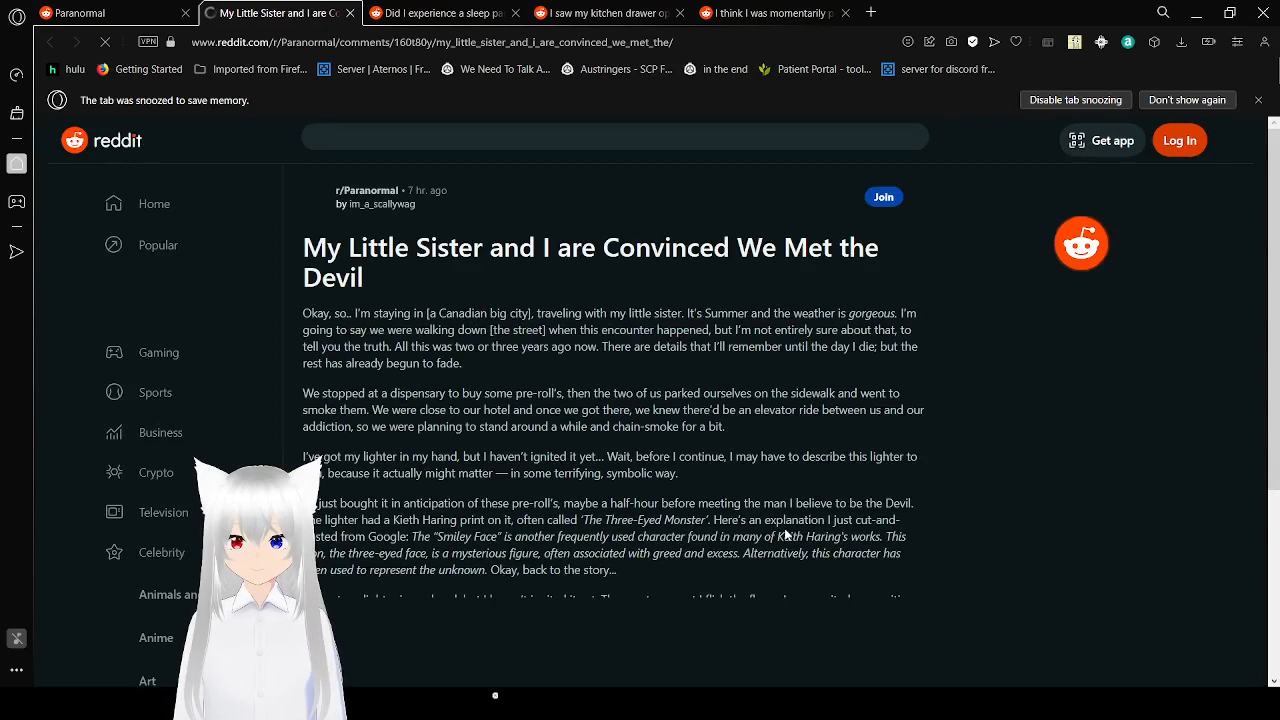 Paranormal
My Little Sister and I are Co
Did I experience a sleep pa
I saw my kitchen drawer op
I think I was momentarily p
VPN
www.reddit.com/r/Paranormal/comments/160t80y/my_little_sister_and_i_are_convinced_we_met_the/
hulu
Getting Started
Imported from Firef...
Server | Aternos | Fr...
We Need To Talk A...
Austringers - SCP F...
in the end
Patient Portal - tool...
server for discord fr...
The tab was snoozed to save memory.
Disable tab snoozing
Don't show again
reddit
Get app
Log In
Home
Popular
Gaming
Sports
Business
Crypto
Television
Celebrity
Animals an
Anime
Art
r/Paranormal • 7 hr. ago
by im_a_scallywag
Join
My Little Sister and I are Convinced We Met the
Devil
Okay, so.. I'm staying in [a Canadian big city], traveling with my little sister. It's Summer and the weather is gorgeous. I'm
going to say we were walking down [the street] when this encounter happened, but I'm not entirely sure about that, to
tell you the truth. All this was two or three years ago now. There are details that I'll remember until the day I die; but the
rest has already begun to fade.
We stopped at a dispensary to buy some pre-roll's, then the two of us parked ourselves on the sidewalk and went to
smoke them. We were close to our hotel and once we got there, we knew there'd be an elevator ride between us and our
addiction, so we were planning to stand around a while and chain-smoke for a bit.
I've got my lighter in my hand, but I haven't ignited it yet... Wait, before I continue, I may have to describe this lighter to
because it actually might matter — in some terrifying, symbolic way.
just bought it in anticipation of these pre-roll's, maybe a half-hour before meeting the man I believe to be the Devil.
lighter had a Kieth Haring print on it, often called 'The Three-Eyed Monster'. Here's an explanation I just cut-and-
from Google: The "Smiley Face" is another frequently used character found in many of Keith Haring's works. This
the three-eyed face, is a mysterious figure, often associated with greed and excess. Alternatively, this character has
used to represent the unknown. Okay, back to the story...